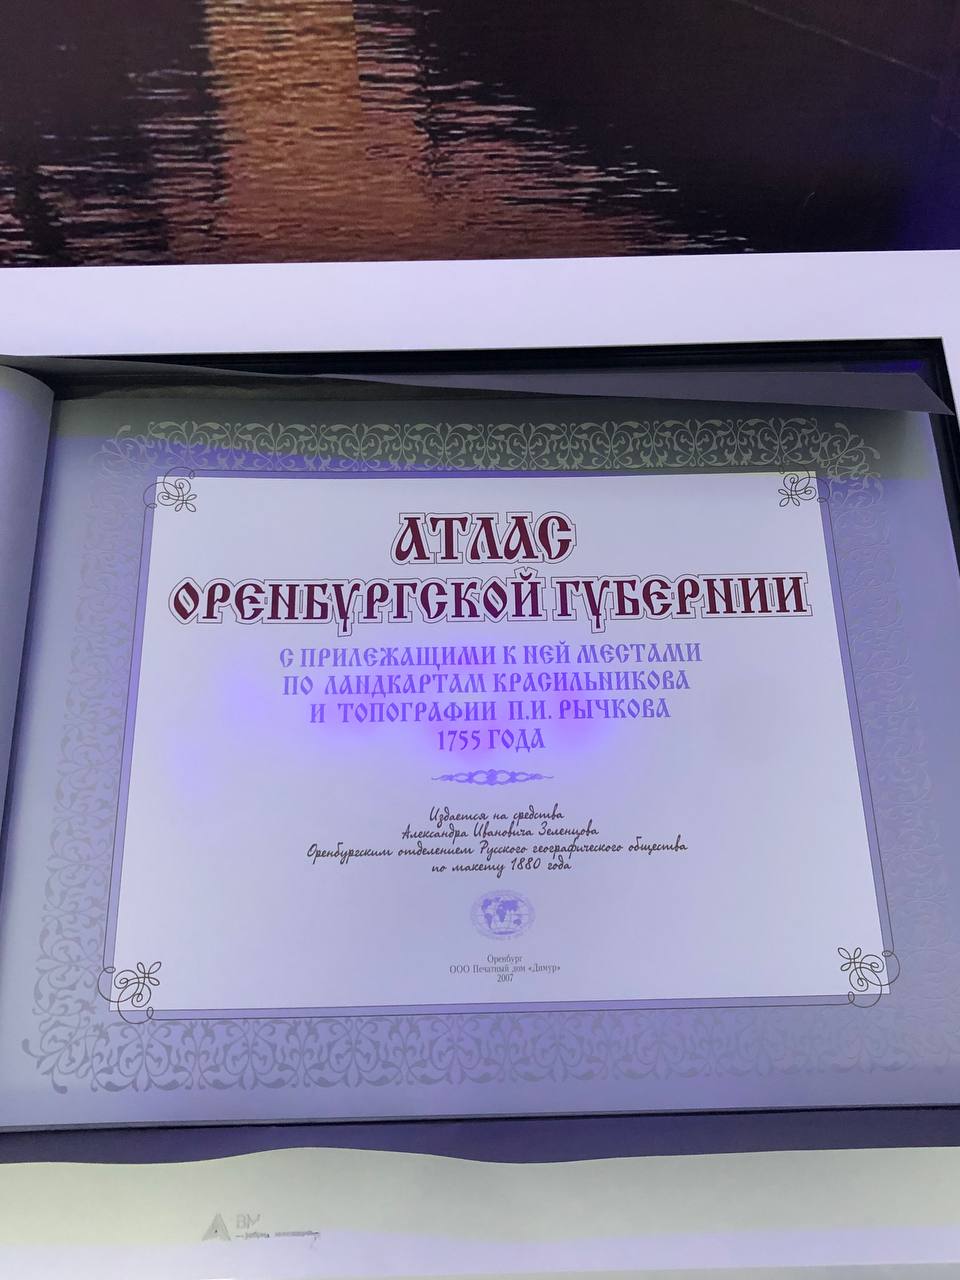 АТЛАС
ОРЕНБУРГСКОЙ ГУБЕРНИИ
С ПРИЛЕЖАЩИМИ К НЕЙ МЕСТАМИ
ПО ЛАНДКАРТАМ КРАСИЛЬНИКОВА
И ТОПОГРАФИИ П.И. РЫЧКОВА
1755 ГОДА
Издается на средства
Александра Ивановича Зеленцова
Оренбургским отделением Русского географического общества
по макету 1880 года
Оренбург
ООО Печатный дом «Димур»
2007
ВМ